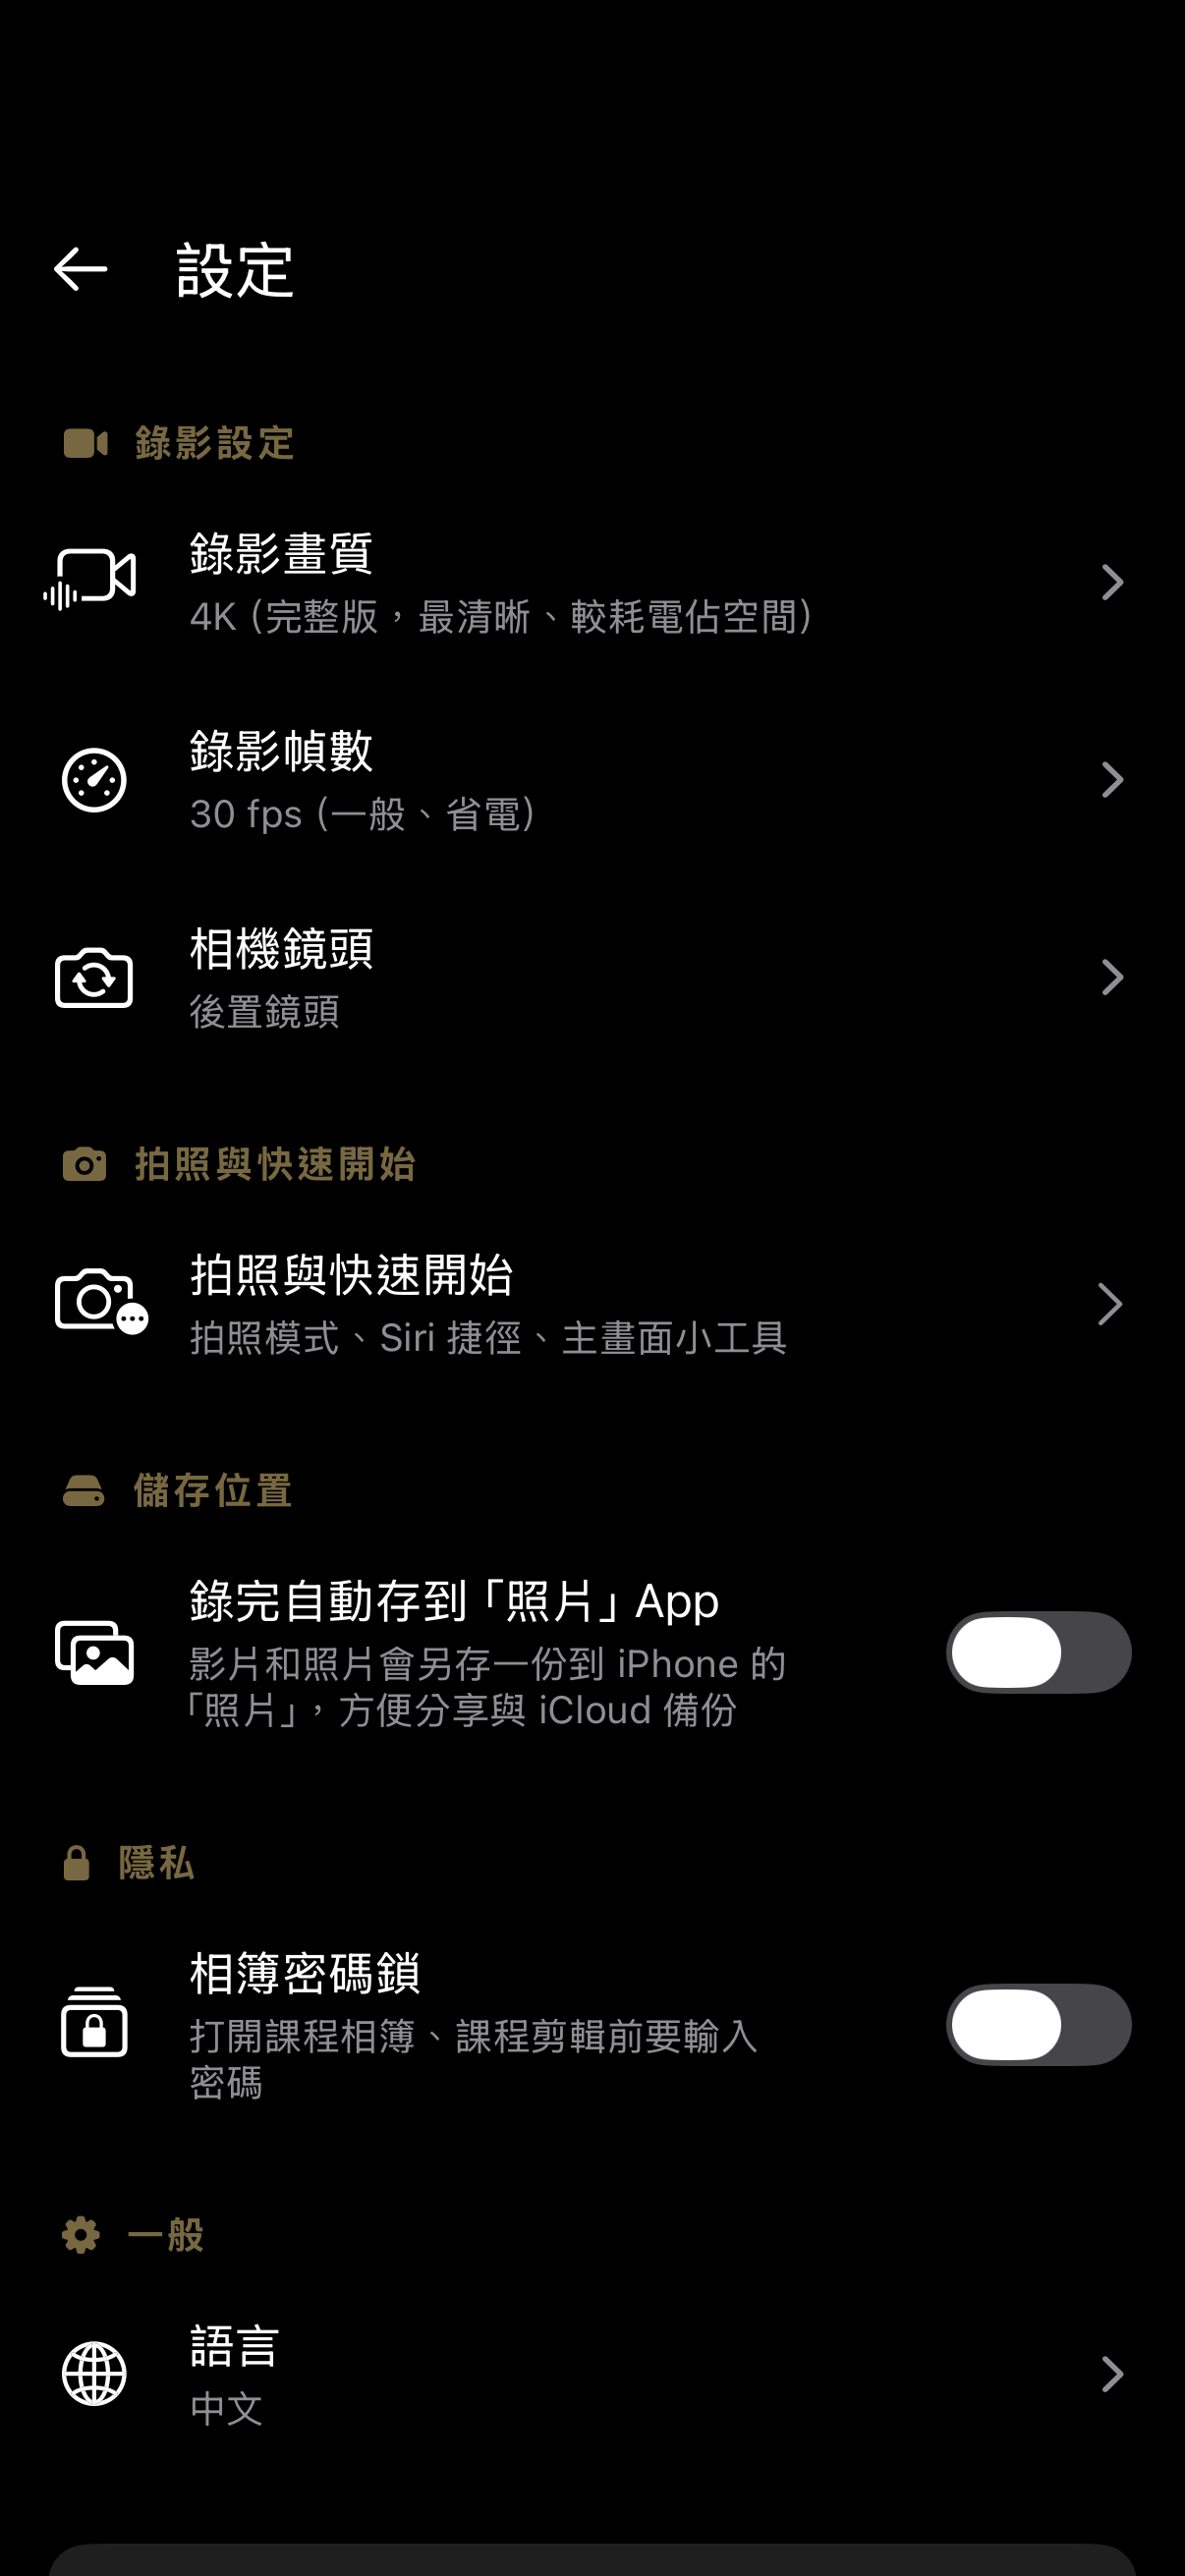 設定
錄影設定
錄影畫質
4K（完整版，最清晰、較耗電佔空間）
錄影幀數
30 fps（一般、省電）
相機鏡頭
後置鏡頭
拍照與快速開始
拍照與快速開始
拍照模式、Siri 捷徑、主畫面小工具
儲存位置
錄完自動存到「照片」App
影片和照片會另存一份到 iPhone 的
「照片」，方便分享與 iCloud 備份
隱私
相簿密碼鎖
打開課程相簿、課程剪輯前要輸入
密碼
一般
語言
中文